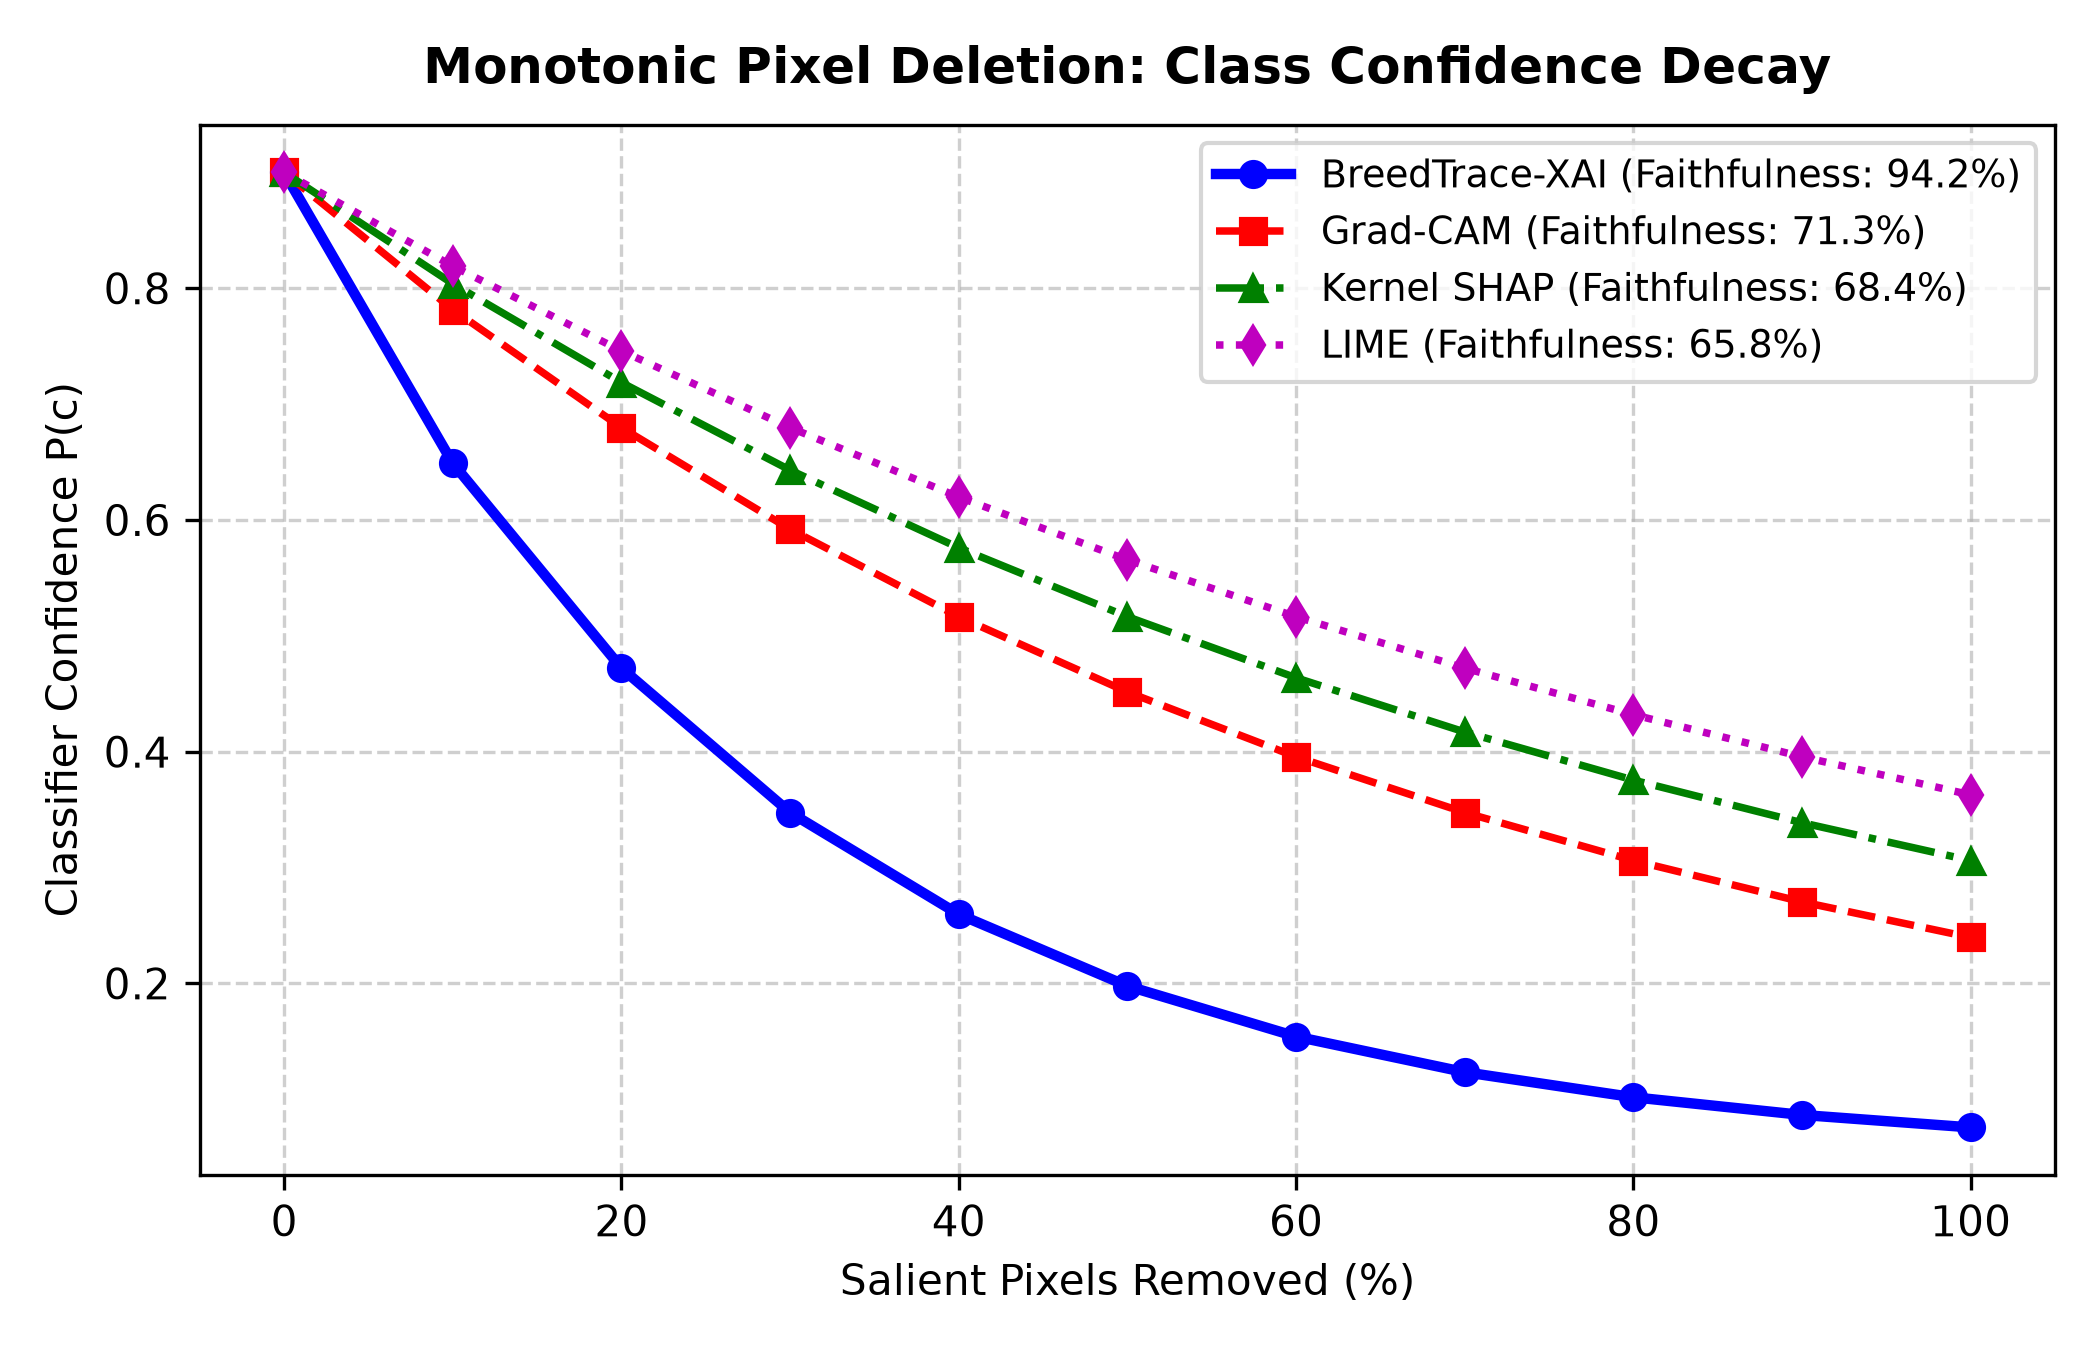 Monotonic Pixel Deletion: Class Confidence Decay
BreedTrace-XAI (Faithfulness: 94.2%)
Grad-CAM (Faithfulness: 71.3%)
Kernel SHAP (Faithfulness: 68.4%)
LIME (Faithfulness: 65.8%)
Classifier Confidence P(c)
0.8
0.6
0.4
0.2
0 20 40 60 80 100
Salient Pixels Removed (%)